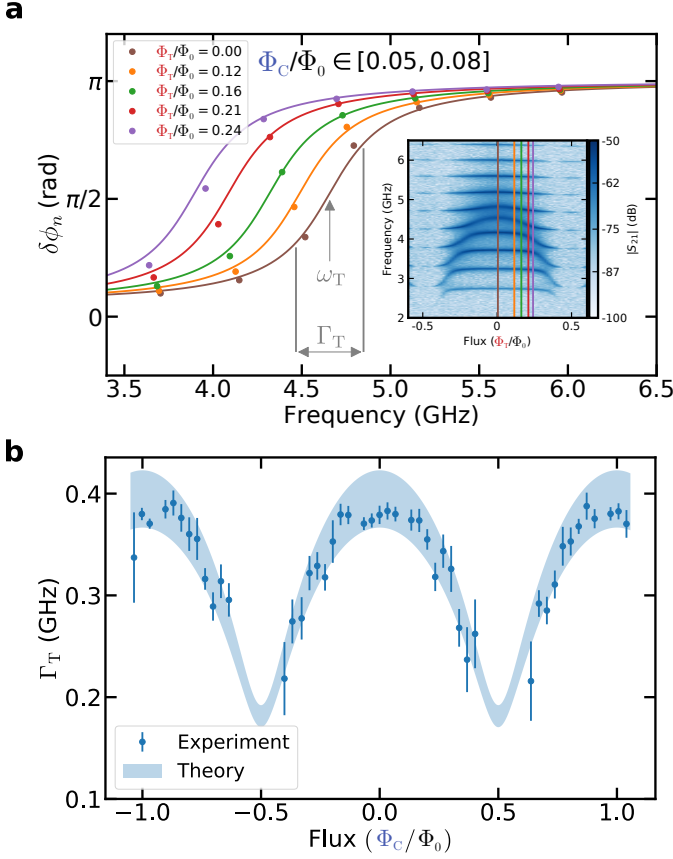 a
Φ_C/Φ_0 ∈ [0.05, 0.08]
Φ_T/Φ_0 = 0.00
Φ_T/Φ_0 = 0.12
Φ_T/Φ_0 = 0.16
Φ_T/Φ_0 = 0.21
Φ_T/Φ_0 = 0.24
π
π/2
0
δϕ_n (rad)
ω_T
Γ_T
6
5
4
3
2
Frequency (GHz)
−0.5 0 0.5
Flux (Φ_T/Φ_0)
-50
-62
-75
-87
-100
|S_21| (dB)
3.5 4.0 4.5 5.0 5.5 6.0 6.5
Frequency (GHz)
b
0.4
0.3
0.2
0.1
Γ_T (GHz)
Experiment
Theory
−1.0 −0.5 0.0 0.5 1.0
Flux (Φ_C/Φ_0)